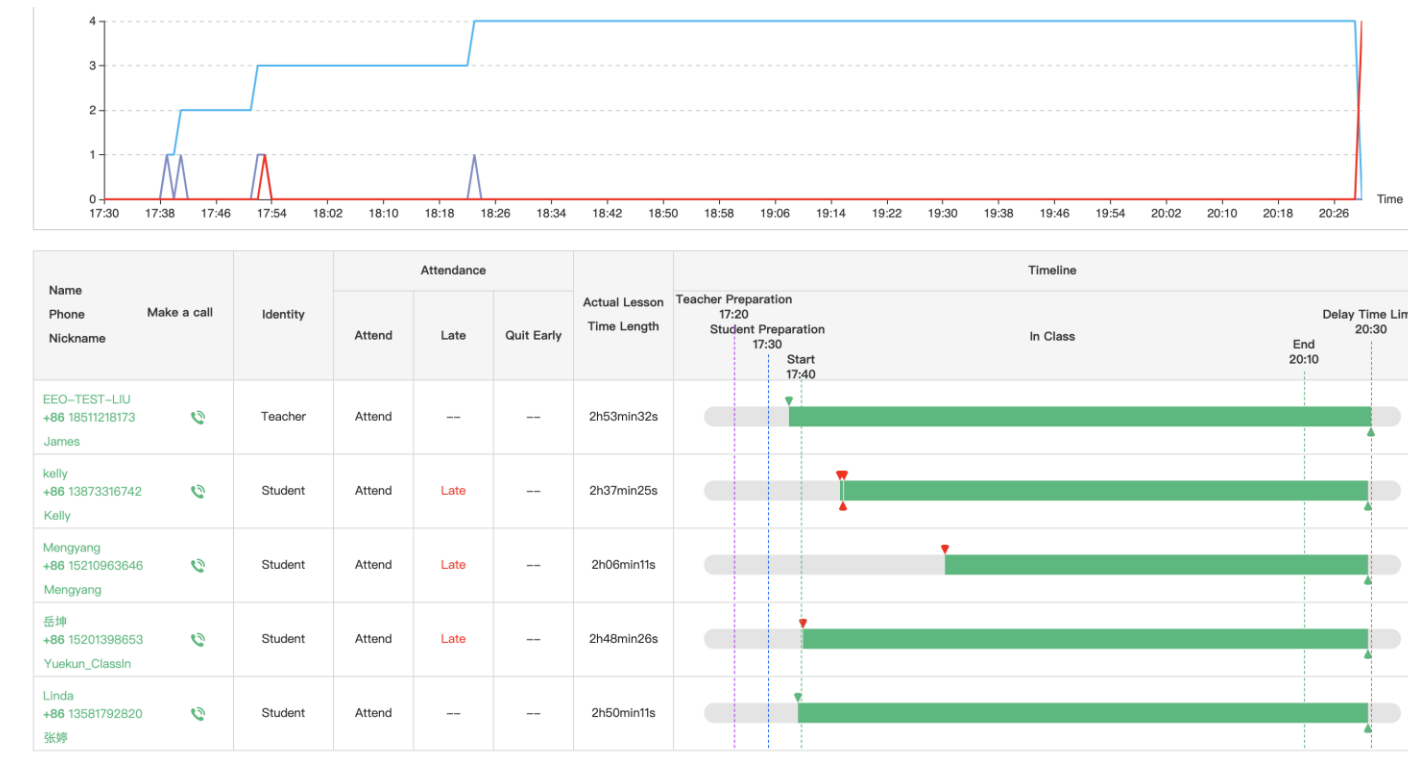 4
3
2
1
0
17:30 17:38 17:46 17:54 18:02 18:10 18:18 18:26 18:34 18:42 18:50 18:58 19:06 19:14 19:22 19:30 19:38 19:46 19:54 20:02 20:10 20:18 20:26
Time
Name
Phone
Nickname
Make a call
Identity
Attendance
Attend
Late
Quit Early
Actual Lesson
Time Length
Timeline
Teacher Preparation
17:20
Student Preparation
17:30
Start
17:40
In Class
End
20:10
Delay Time Lim
20:30
EEO-TEST-LIU
+86 18511218173
James
Teacher
Attend
--
--
2h53min32s
kelly
+86 13873316742
Kelly
Student
Attend
Late
--
2h37min25s
Mengyang
+86 15210963646
Mengyang
Student
Attend
Late
--
2h06min11s
岳坤
+86 15201398653
Yuekun_ClassIn
Student
Attend
Late
--
2h48min26s
Linda
+86 13581792820
张婷
Student
Attend
--
--
2h50min11s